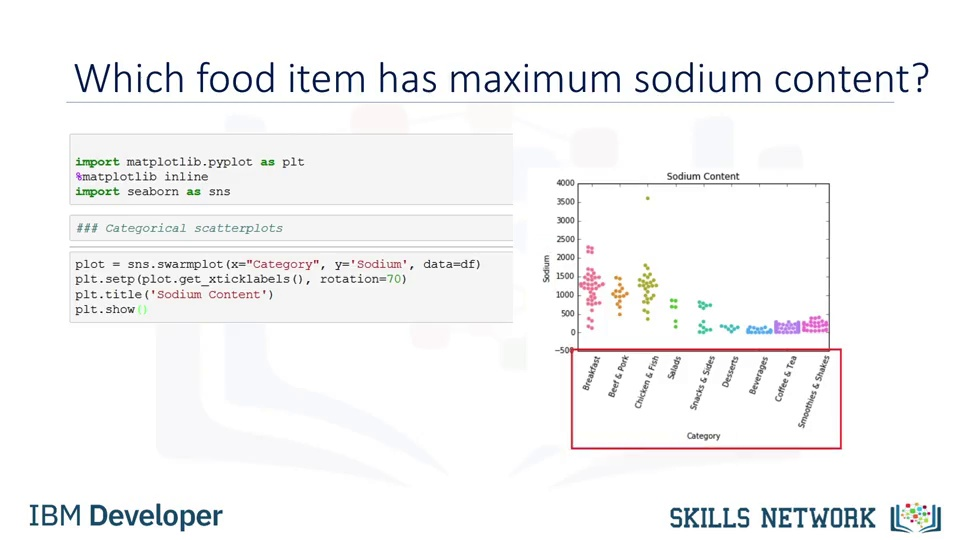 Which food item has maximum sodium content?
import matplotlib.pyplot as plt
%matplotlib inline
import seaborn as sns
### Categorical scatterplots
plot = sns.swarmplot(x="Category", y='Sodium', data=df)
plt.setp(plot.get_xticklabels(), rotation=70)
plt.title('Sodium Content')
plt.show()
Sodium Content
4000
3500
3000
2500
2000
1500
1000
500
0
−500
Sodium
Breakfast
Beef & Pork
Chicken & Fish
Salads
Snacks & Sides
Desserts
Beverages
Coffee & Tea
Smoothies & Shakes
Category
IBM Developer
SKILLS NETWORK